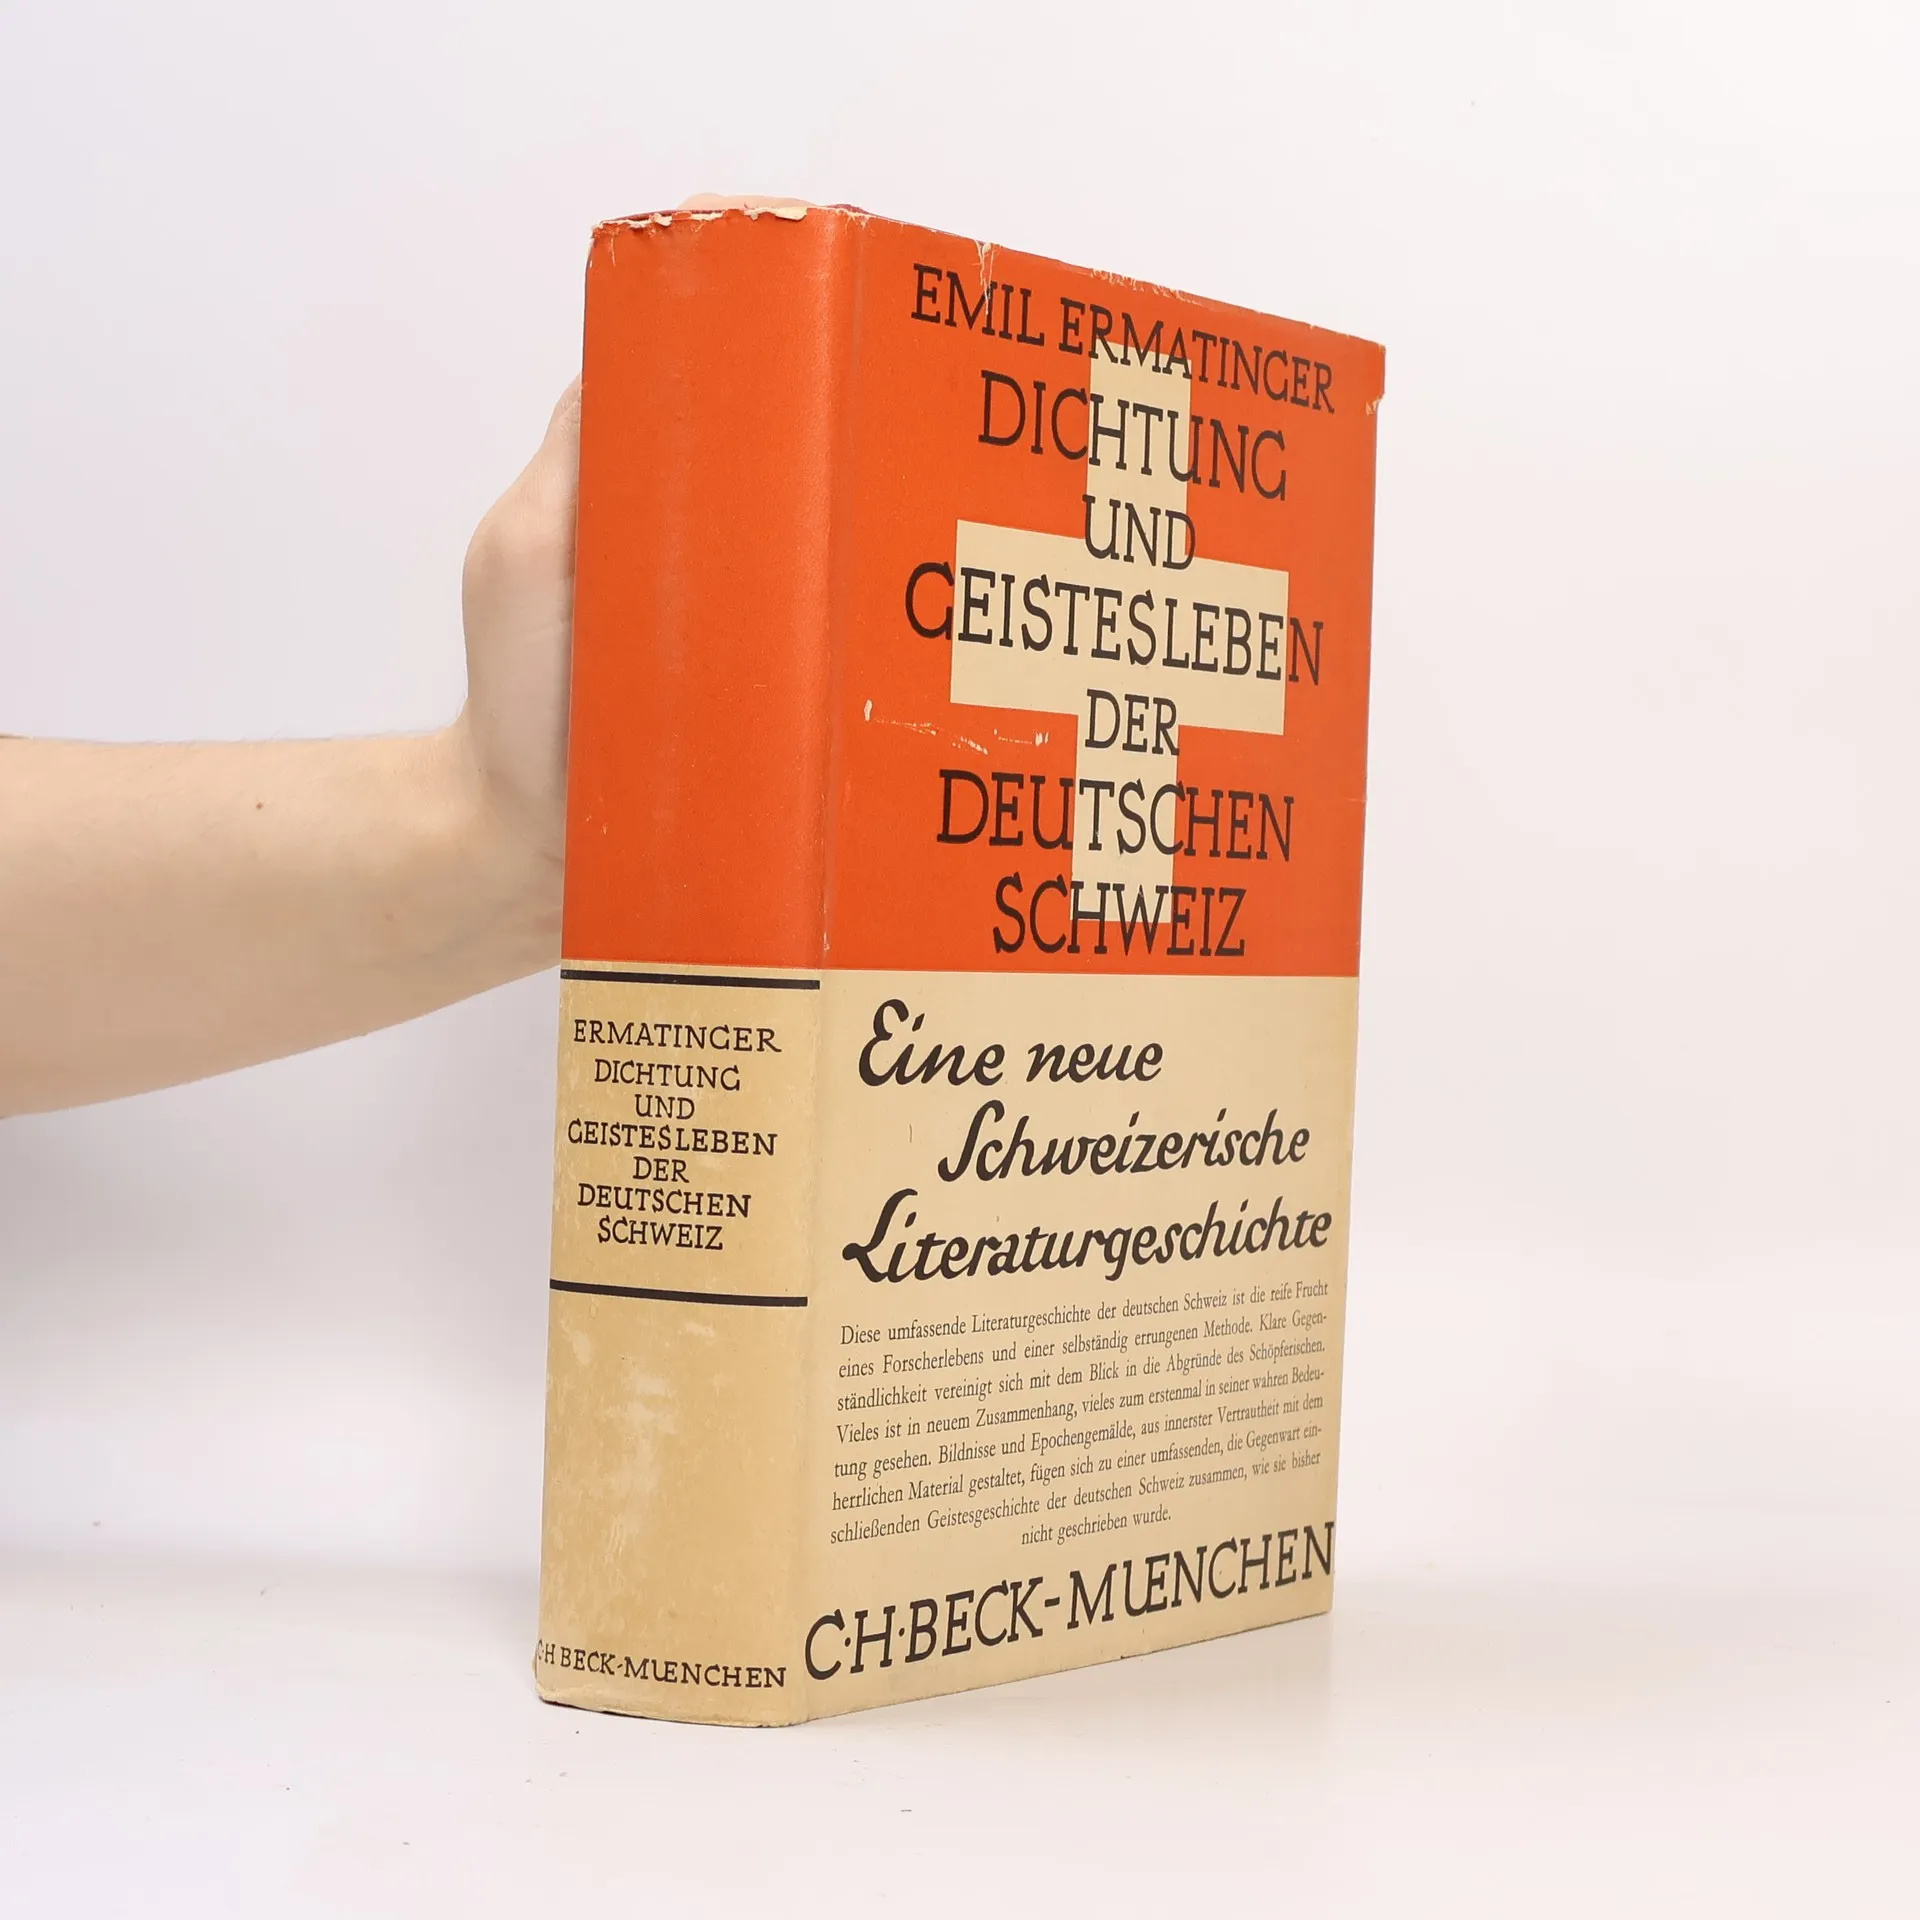 EMIL ERMATINGER
DICHTUNG
UND
GEISTESLEBEN
DER
DEUTSCHEN
SCHWEIZ
Eine neue
Schweizerische
Literaturgeschichte
Diese umfassende Literaturgeschichte der deutschen Schweiz ist die reife Frucht
eines Forscherlebens und einer selbständig errungenen Methode. Klare Gegen-
ständlichkeit vereinigt sich mit dem Blick in die Abgründe des Schöpferischen.
Vieles ist in neuem Zusammenhang, vieles zum erstenmal in seiner wahren Bedeu-
tung gesehen. Bildnisse und Epochengemälde, aus innerster Vertrautheit mit dem
herrlichen Material gestaltet, fügen sich zu einer umfassenden, die Gegenwart ein-
schließenden Geistesgeschichte der deutschen Schweiz zusammen, wie sie bisher
nicht geschrieben wurde.
C·H·BECK-MUENCHEN
ERMATINGER
DICHTUNG
UND
GEISTESLEBEN
DER
DEUTSCHEN
SCHWEIZ
C·H BECK-MUENCHEN